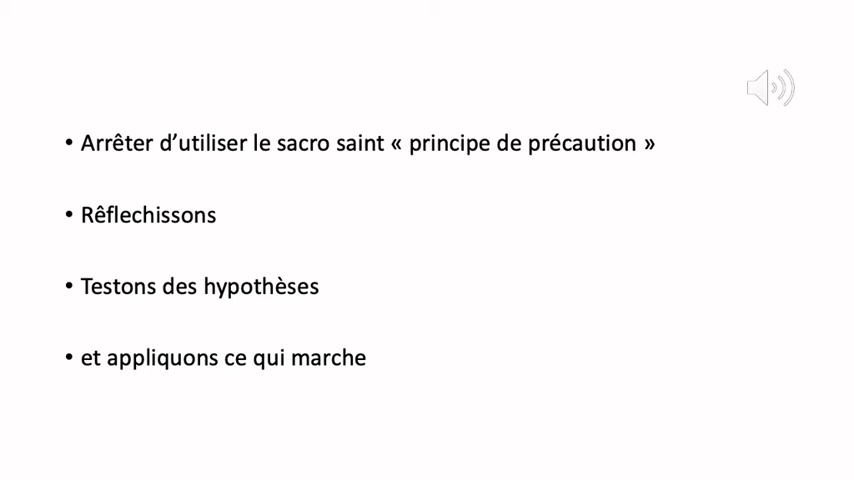 • Arrêter d’utiliser le sacro saint « principe de précaution »
• Rêflechissons
• Testons des hypothèses
• et appliquons ce qui marche